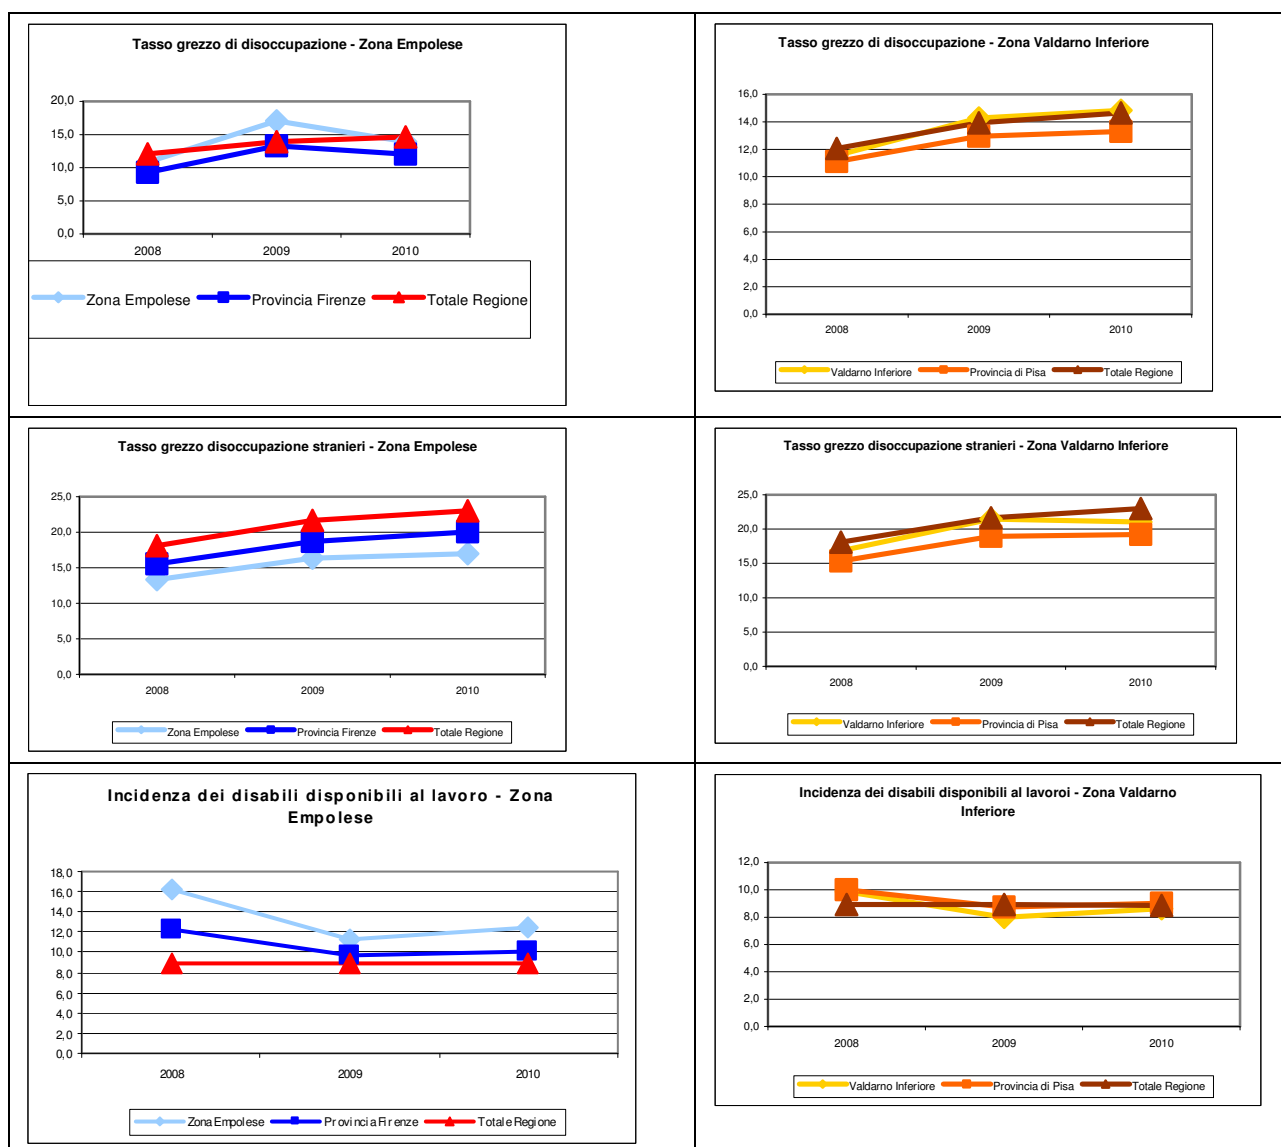 Tasso grezzo di disoccupazione - Zona Empolese
20,0
15,0
10,0
5,0
0,0
2008 2009 2010
Zona Empolese Provincia Firenze Totale Regione
Tasso grezzo di disoccupazione - Zona Valdarno Inferiore
16,0
14,0
12,0
10,0
8,0
6,0
4,0
2,0
0,0
2008 2009 2010
Valdarno Inferiore Provincia di Pisa Totale Regione
Tasso grezzo disoccupazione stranieri - Zona Empolese
25,0
20,0
15,0
10,0
5,0
0,0
2008 2009 2010
Zona Empolese Provincia Firenze Totale Regione
Tasso grezzo disoccupazione stranieri - Zona Valdarno Inferiore
25,0
20,0
15,0
10,0
5,0
0,0
2008 2009 2010
Valdarno Inferiore Provincia di Pisa Totale Regione
Incidenza dei disabili disponibili al lavoro - Zona
Empolese
18,0
16,0
14,0
12,0
10,0
8,0
6,0
4,0
2,0
0,0
2008 2009 2010
Zona Empolese Provincia Firenze Totale Regione
Incidenza dei disabili disponibili al lavoroi - Zona Valdarno
Inferiore
12,0
10,0
8,0
6,0
4,0
2,0
0,0
2008 2009 2010
Valdarno Inferiore Provincia di Pisa Totale Regione